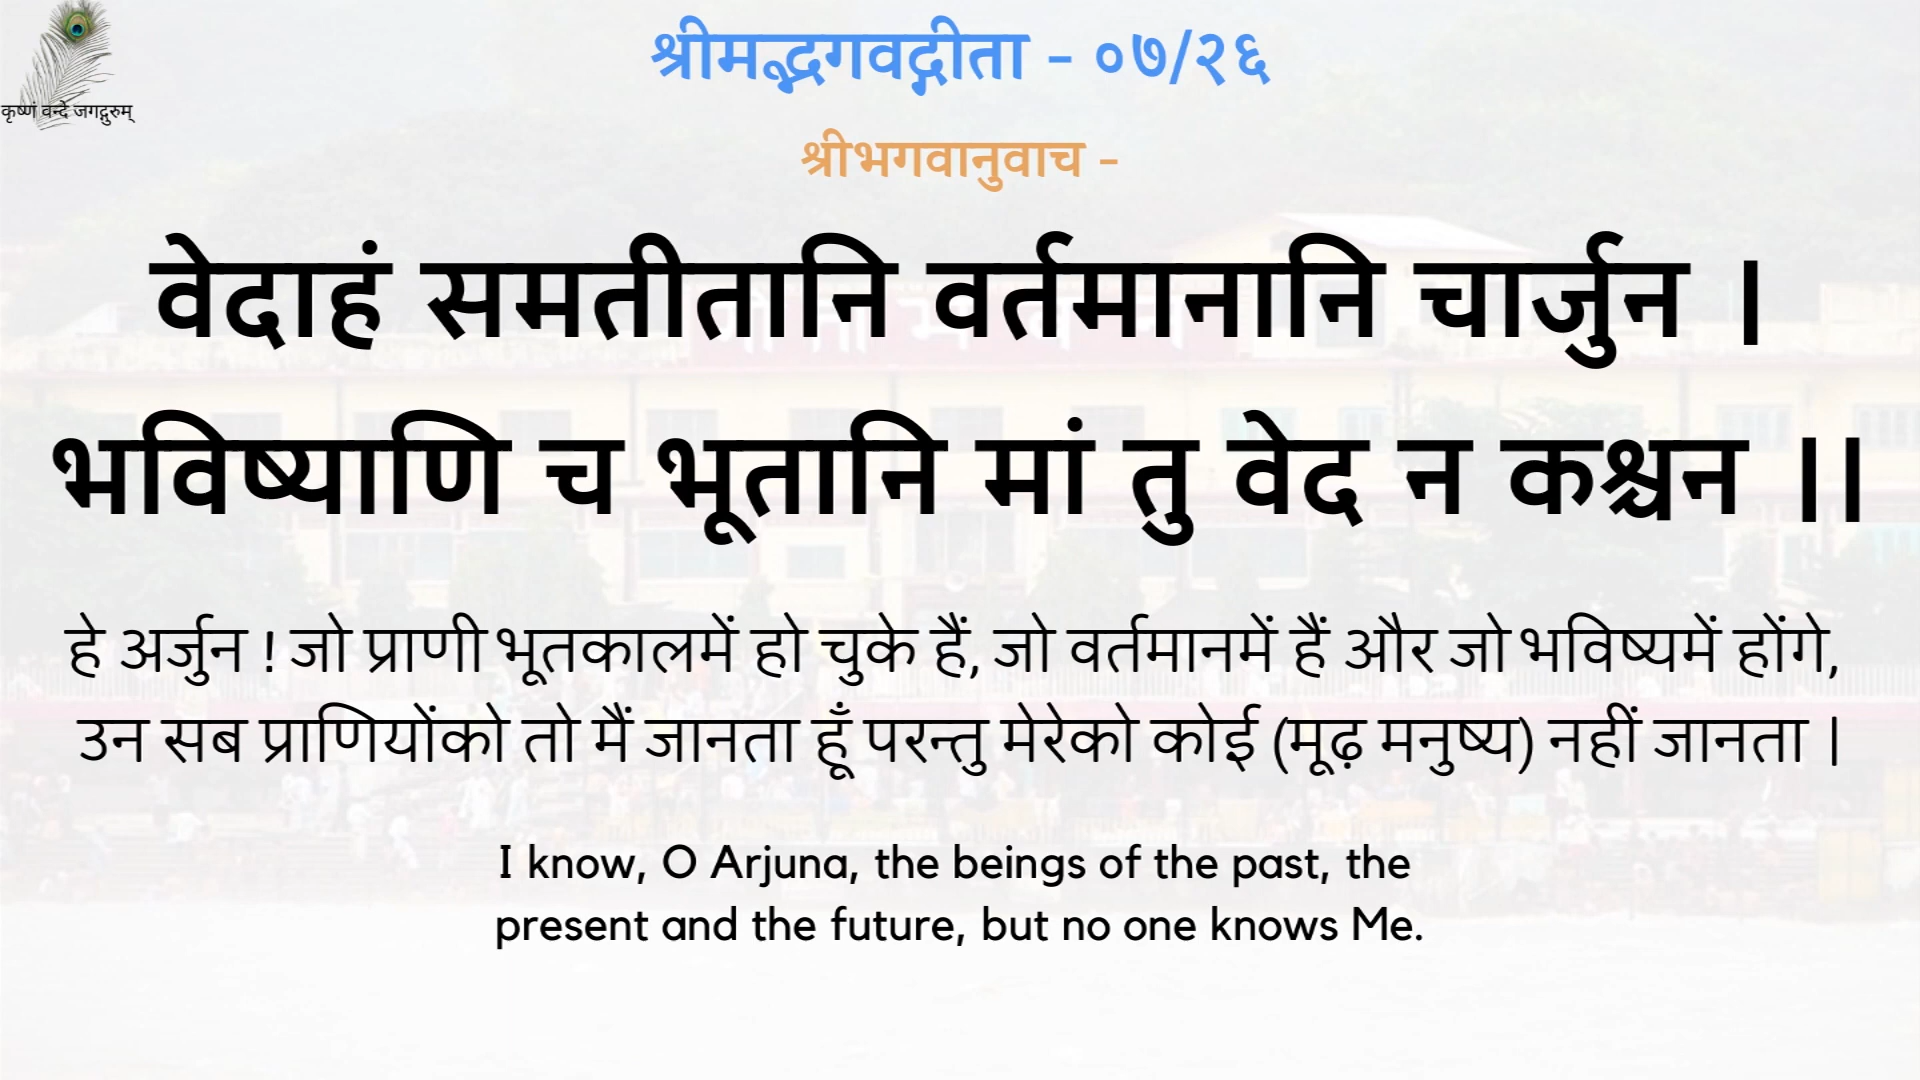 कृष्णं वन्दे जगद्गुरुम्
श्रीमद्भगवद्गीता - ०७/२६
श्रीभगवानुवाच -
वेदाहं समतीतानि वर्तमानानि चार्जुन ।
भविष्याणि च भूतानि मां तु वेद न कश्चन ।।
हे अर्जुन ! जो प्राणी भूतकालमें हो चुके हैं, जो वर्तमानमें हैं और जो भविष्यमें होंगे,
उन सब प्राणियोंको तो मैं जानता हूँ परन्तु मेरेको कोई (मूढ़ मनुष्य) नहीं जानता |
I know, O Arjuna, the beings of the past, the
present and the future, but no one knows Me.